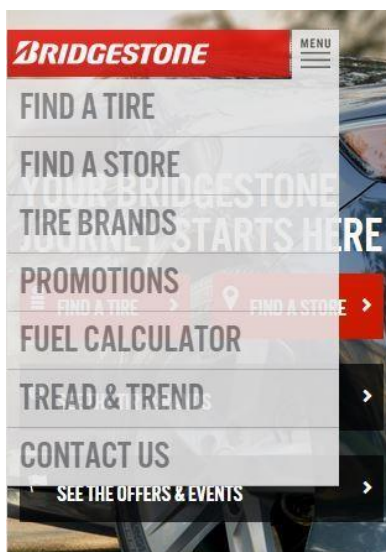 BRIDGESTONE
MENU
FIND A TIRE
FIND A STORE
YOUR BRIDGESTONE
TIRE BRANDS
JOURNEY STARTS HERE
PROMOTIONS
FIND A TIRE
FIND A STORE
FUEL CALCULATOR
TREAD & TREND
CONTACT US
SEE THE OFFERS & EVENTS